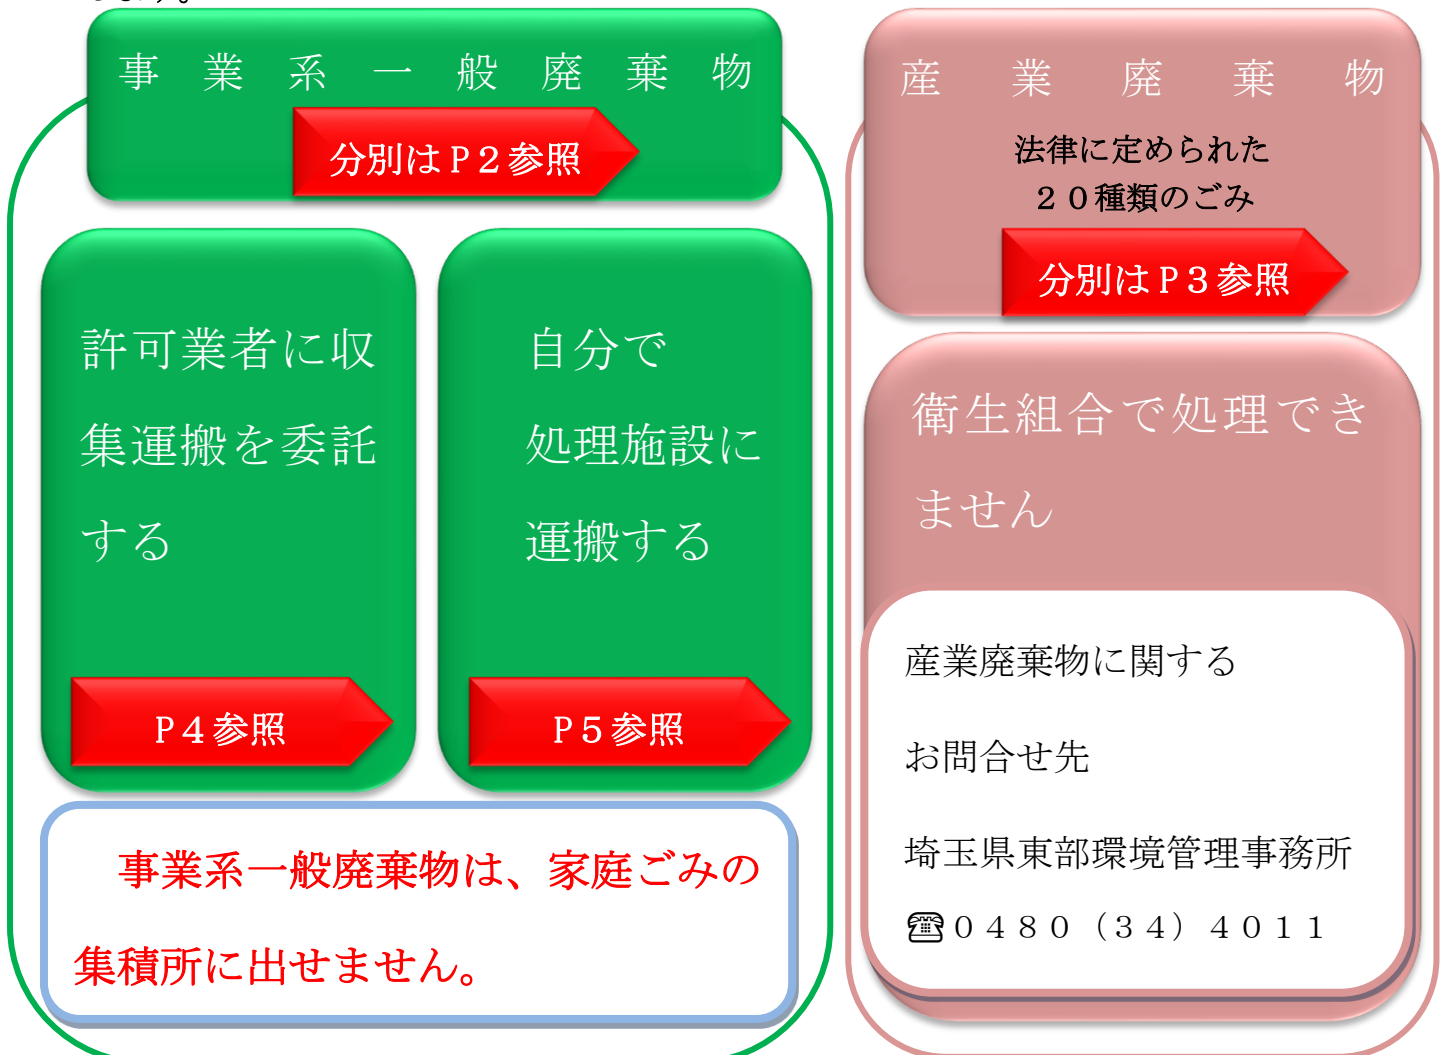 事業系一般廃棄物
分別はP２参照
許可業者に収
集運搬を委託
する
P４参照
自分で
処理施設に
運搬する
P５参照
事業系一般廃棄物は、家庭ごみの
集積所に出せません。
産業廃棄物
法律に定められた
２０種類のごみ
分別はP３参照
衛生組合で処理でき
ません
産業廃棄物に関する
お問合せ先
埼玉県東部環境管理事務所
☎０４８０（３４）４０１１